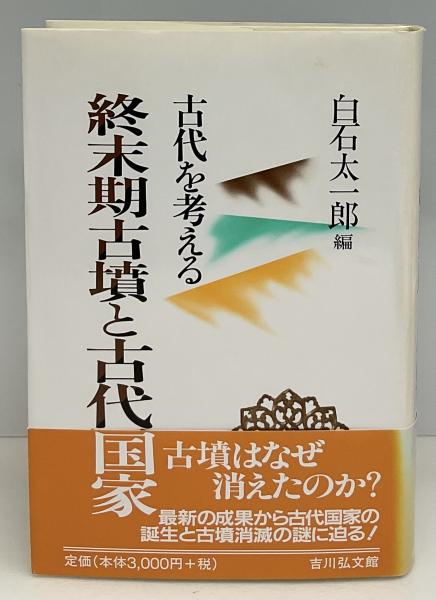 白石太一郎 編
古代を考える
終末期古墳と古代国家
古墳はなぜ
消えたのか?
最新の成果から古代国家の
誕生と古墳消滅の謎に迫る!
定価(本体3,000円+税)
吉川弘文館